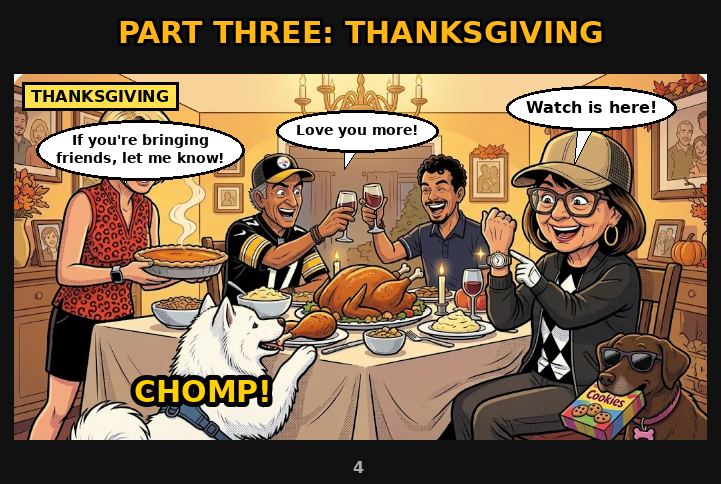 PART THREE: THANKSGIVING
THANKSGIVING
If you're bringing
friends, let me know!
Love you more!
Watch is here!
17
CHOMP!
Cookies
4